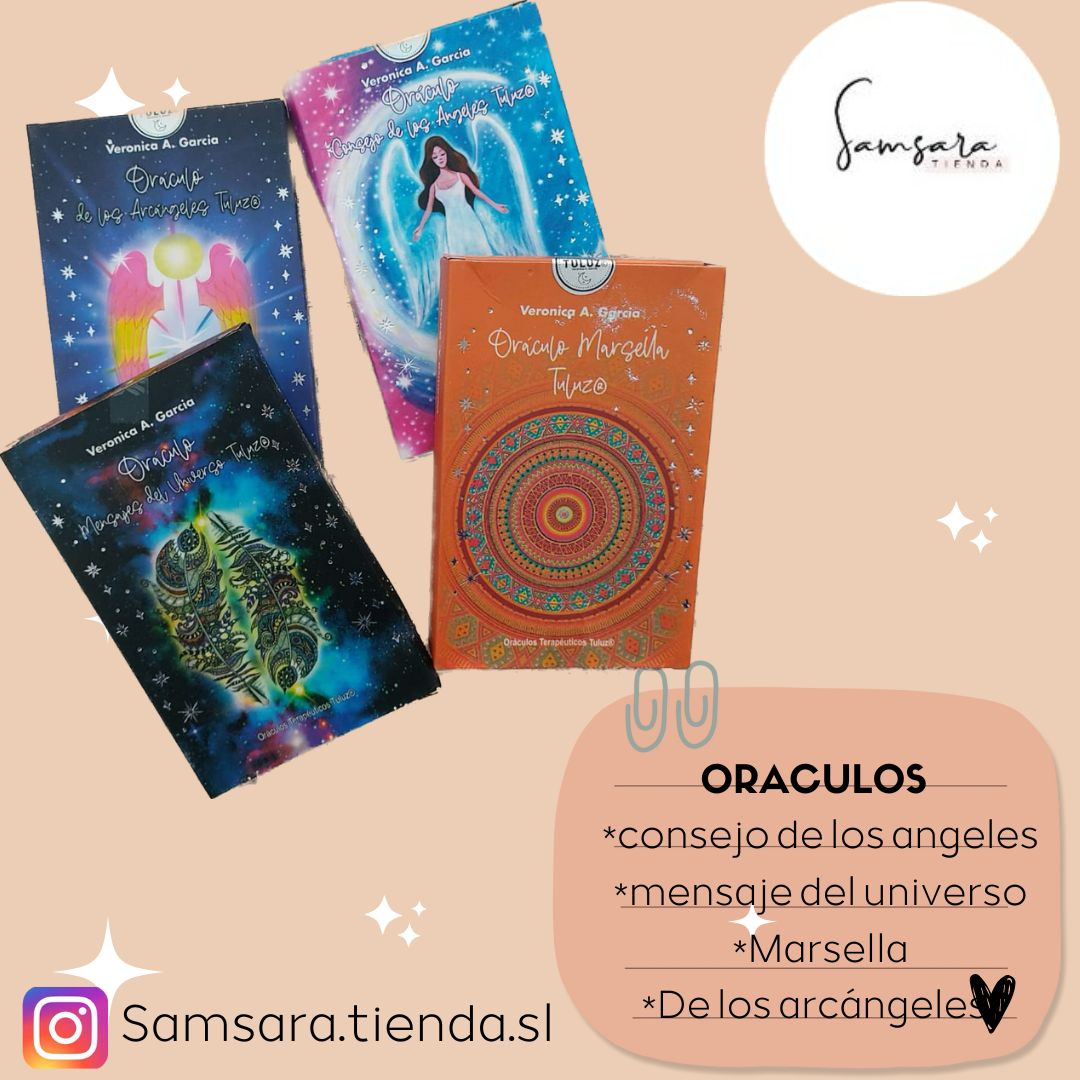 Veronica A. Garcia
Oráculo
Consejo de los Angeles Tuluz®
Samsara
TIENDA
TULUZ
Veronica A. Garcia
Oráculo
de los Arcángeles Tuluz®
TULUZ®
Veronica A. Garcia
Oráculo Marsella
Tuluz®
Oráculos Terapéuticos Tuluz®
Veronica A. Garcia
Oráculo
Mensajes del Universo Tuluz®
Oráculos Terapéuticos Tuluz®
ORACULOS
*consejo de los angeles
*mensaje del universo
*Marsella
*De los arcángeles
Samsara.tienda.sl